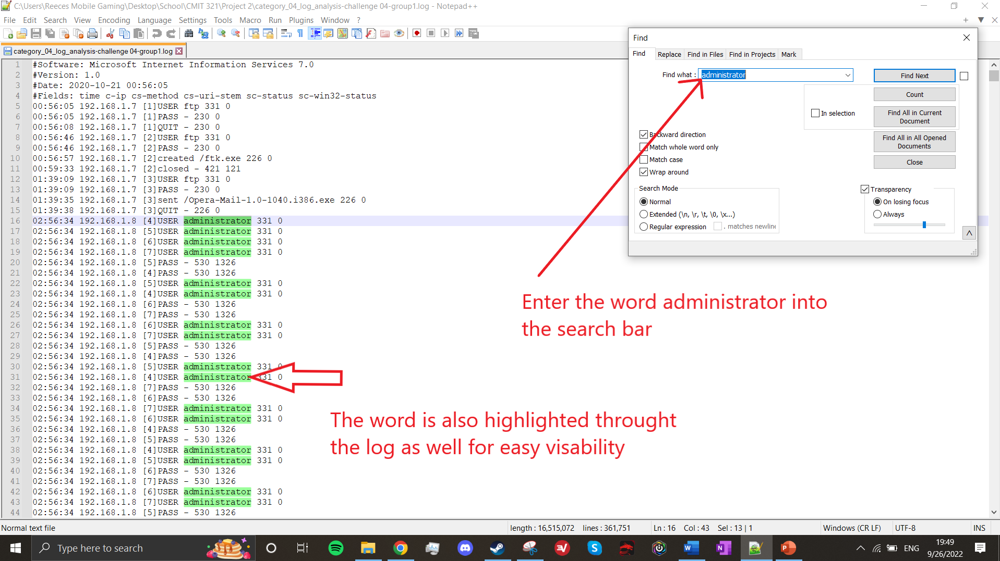 C:\Users\Reeces Mobile Gaming\Desktop\School\CMIT 321\Project 2\category_04_log_analysis-challenge 04-group1.log - Notepad++
File Edit Search View Encoding Language Settings Tools Macro Run Plugins Window ?
category_04_log_analysis-challenge 04-group1.log
1 #Software: Microsoft Internet Information Services 7.0
2 #Version: 1.0
3 #Date: 2020-10-21 00:56:05
4 #Fields: time c-ip cs-method cs-uri-stem sc-status sc-win32-status
5 00:56:05 192.168.1.7 [1]USER ftp 331 0
6 00:56:05 192.168.1.7 [1]PASS - 230 0
7 00:56:08 192.168.1.7 [1]QUIT - 230 0
8 00:56:46 192.168.1.7 [2]USER ftp 331 0
9 00:56:46 192.168.1.7 [2]PASS - 230 0
10 00:56:57 192.168.1.7 [2]created /ftk.exe 226 0
11 00:59:33 192.168.1.7 [2]closed - 421 121
12 01:39:09 192.168.1.7 [3]USER ftp 331 0
13 01:39:09 192.168.1.7 [3]PASS - 230 0
14 01:39:35 192.168.1.7 [3]sent /Opera-Mail-1.0-1040.i386.exe 226 0
15 01:39:38 192.168.1.7 [3]QUIT - 226 0
16 02:56:34 192.168.1.8 [4]USER administrator 331 0
17 02:56:34 192.168.1.8 [5]USER administrator 331 0
18 02:56:34 192.168.1.8 [6]USER administrator 331 0
19 02:56:34 192.168.1.8 [7]USER administrator 331 0
20 02:56:34 192.168.1.8 [5]PASS - 530 1326
21 02:56:34 192.168.1.8 [4]PASS - 530 1326
22 02:56:34 192.168.1.8 [5]USER administrator 331 0
23 02:56:34 192.168.1.8 [4]USER administrator 331 0
24 02:56:34 192.168.1.8 [6]PASS - 530 1326
25 02:56:34 192.168.1.8 [7]PASS - 530 1326
26 02:56:34 192.168.1.8 [6]USER administrator 331 0
27 02:56:34 192.168.1.8 [7]USER administrator 331 0
28 02:56:34 192.168.1.8 [5]PASS - 530 1326
29 02:56:34 192.168.1.8 [4]PASS - 530 1326
30 02:56:34 192.168.1.8 [5]USER administrator 331 0
31 02:56:34 192.168.1.8 [4]USER administrator 331 0
32 02:56:34 192.168.1.8 [7]PASS - 530 1326
33 02:56:34 192.168.1.8 [6]PASS - 530 1326
34 02:56:34 192.168.1.8 [7]USER administrator 331 0
35 02:56:34 192.168.1.8 [6]USER administrator 331 0
36 02:56:34 192.168.1.8 [4]PASS - 530 1326
37 02:56:34 192.168.1.8 [5]PASS - 530 1326
38 02:56:34 192.168.1.8 [4]USER administrator 331 0
39 02:56:34 192.168.1.8 [5]USER administrator 331 0
40 02:56:34 192.168.1.8 [6]PASS - 530 1326
41 02:56:34 192.168.1.8 [7]PASS - 530 1326
42 02:56:34 192.168.1.8 [6]USER administrator 331 0
43 02:56:34 192.168.1.8 [7]USER administrator 331 0
44 02:56:34 192.168.1.8 [5]PASS - 530 1326
Find
Find Replace Find in Files Find in Projects Mark
Find what : administrator
Find Next
Count
In selection
Find All in Current
Document
Find All in All Opened
Documents
Close
Backward direction
Match whole word only
Match case
Wrap around
Search Mode
Normal
Extended (\n, \r, \t, \0, \x...)
Regular expression . matches newline
Transparency
On losing focus
Always
Enter the word administrator into
the search bar
The word is also highlighted throught
the log as well for easy visability
Normal text file length : 16,515,072 lines : 361,751 Ln : 16 Col : 43 Sel : 13 | 1 Windows (CR LF) UTF-8 INS
Type here to search
ENG
19:49
9/26/2022